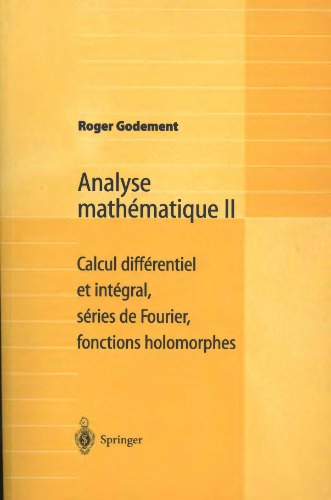 Roger Godement
Analyse
mathématique II
Calcul différentiel
et intégral,
séries de Fourier,
fonctions holomorphes
Springer